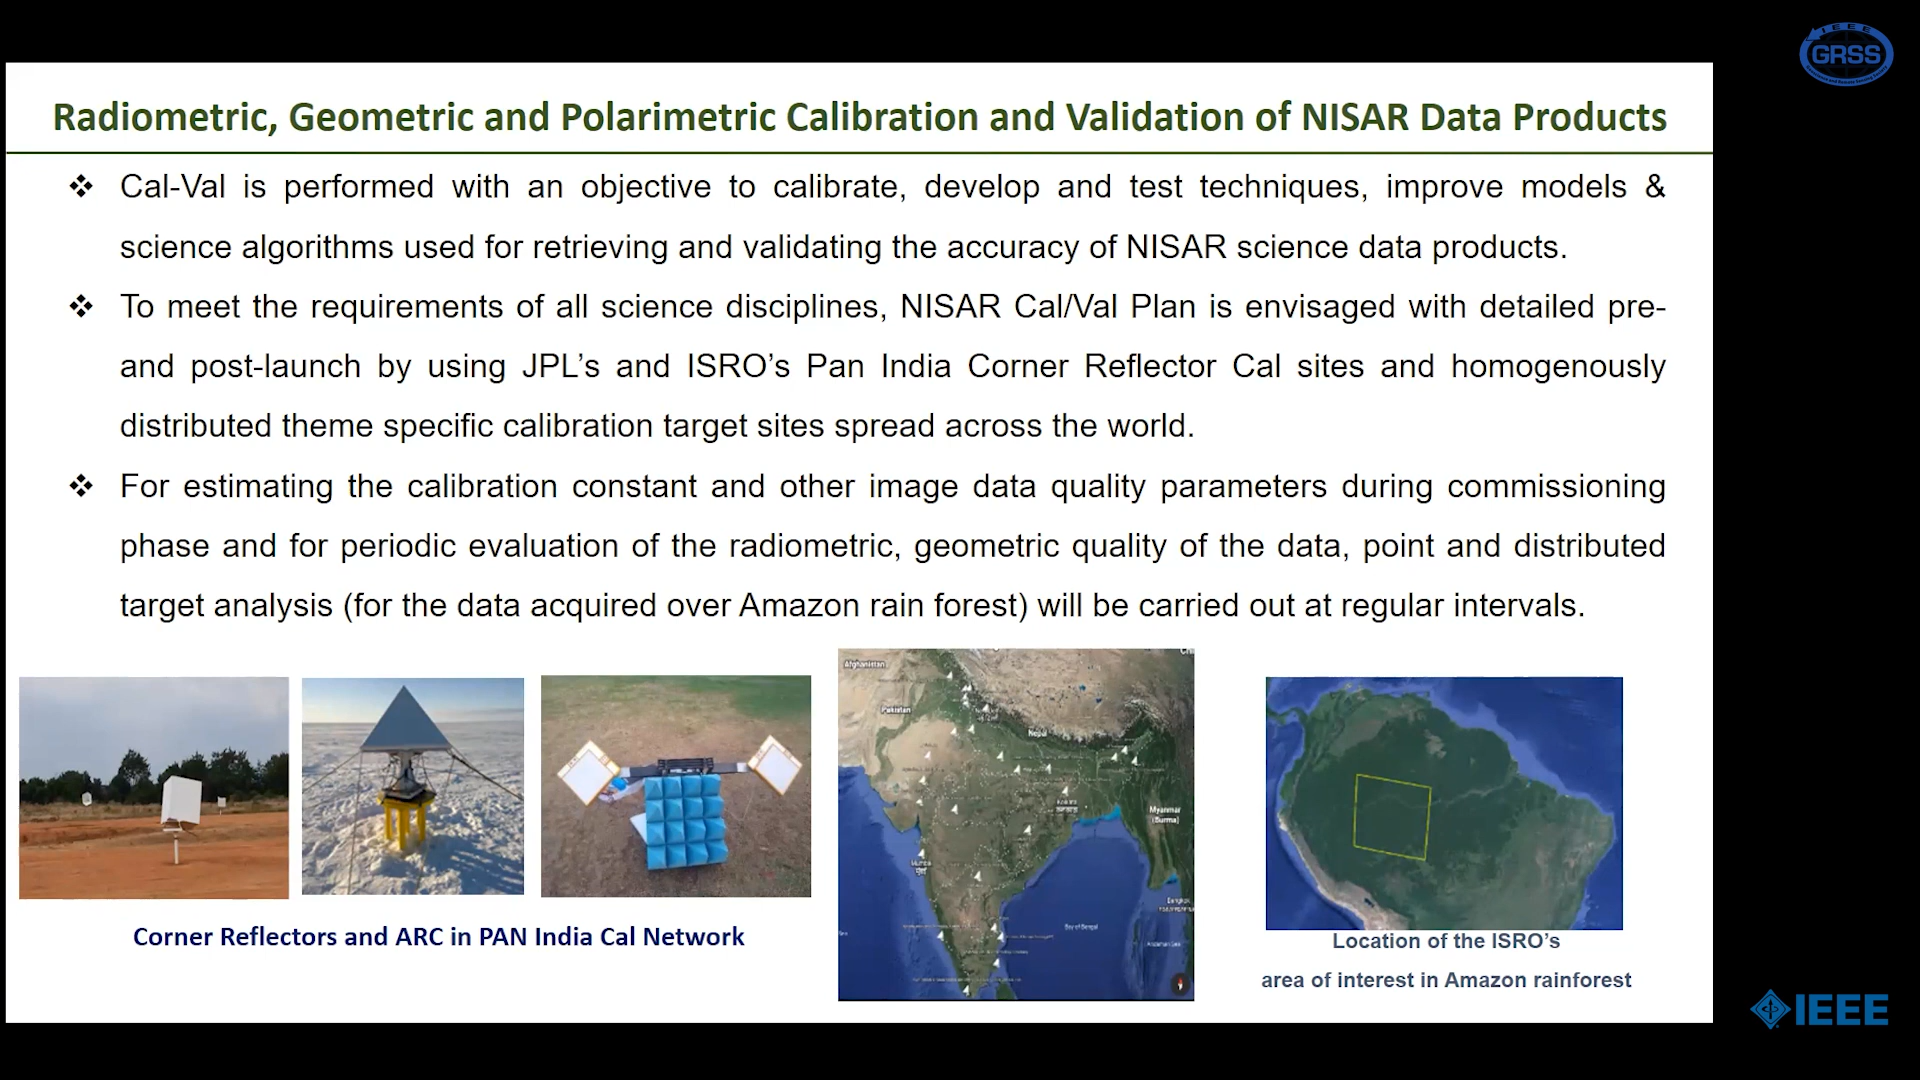 IEEE
GRSS
Radiometric, Geometric and Polarimetric Calibration and Validation of NISAR Data Products
❖ Cal-Val is performed with an objective to calibrate, develop and test techniques, improve models &
science algorithms used for retrieving and validating the accuracy of NISAR science data products.
❖ To meet the requirements of all science disciplines, NISAR Cal/Val Plan is envisaged with detailed pre-
and post-launch by using JPL’s and ISRO’s Pan India Corner Reflector Cal sites and homogenously
distributed theme specific calibration target sites spread across the world.
❖ For estimating the calibration constant and other image data quality parameters during commissioning
phase and for periodic evaluation of the radiometric, geometric quality of the data, point and distributed
target analysis (for the data acquired over Amazon rain forest) will be carried out at regular intervals.
Afghanistan
Pakistan
Nepal
Myanmar
(Burma)
Mumbai
Bay of Bengal
Bangkok
Andaman Sea
Corner Reflectors and ARC in PAN India Cal Network
Location of the ISRO’s
area of interest in Amazon rainforest
IEEE